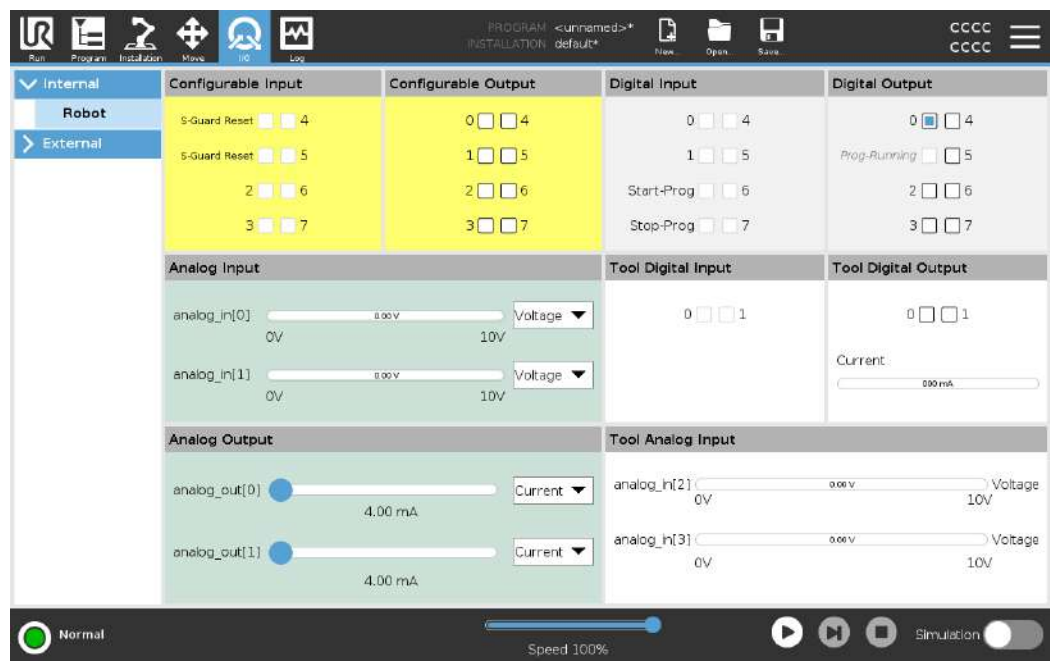 UR
PROGRAM <unnamed>*
INSTALLATION default*
CCCC
CCCC
Run Program Installation Move I/O Log
New... Open... Save...
Internal
Robot
External
Configurable Input
S-Guard Reset 4
S-Guard Reset 5
2 6
3 7
Configurable Output
0 4
1 5
2 6
3 7
Digital Input
0 4
1 5
Start-Prog 6
Stop-Prog 7
Digital Output
0 4
Prog-Running 5
2 6
3 7
Analog Input
analog_in[0] 0.00 V Voltage
0V 10V
analog_in[1] 0.00 V Voltage
0V 10V
Tool Digital Input
0 1
Tool Digital Output
0 1
Current
000 mA
Analog Output
analog_out[0] Current
4.00 mA
analog_out[1] Current
4.00 mA
Tool Analog Input
analog_in[2] 0.00 V Voltage
0V 10V
analog_in[3] 0.00 V Voltage
0V 10V
Normal
Speed 100%
Simulation